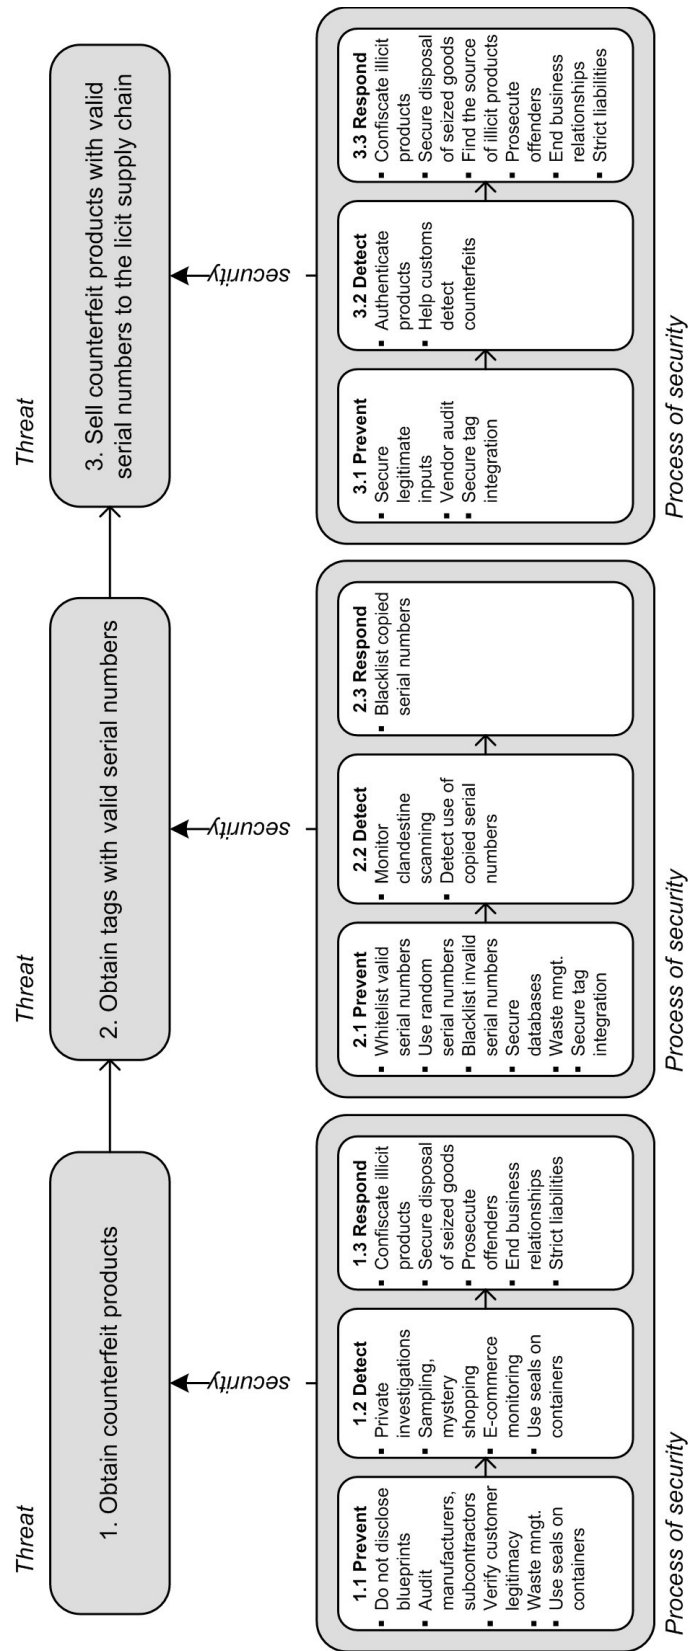 Threat
1. Obtain counterfeit products
security
1.1 Prevent
▪ Do not disclose
blueprints
▪ Audit
manufacturers,
subcontractors
▪ Verify customer
legitimacy
▪ Waste mngt.
▪ Use seals on
containers
1.2 Detect
▪ Private
investigations
▪ Sampling,
mystery
shopping
▪ E-commerce
monitoring
▪ Use seals on
containers
1.3 Respond
▪ Confiscate illicit
products
▪ Secure disposal
of seized goods
▪ Prosecute
offenders
▪ End business
relationships
▪ Strict liabilities
Process of security
Threat
2. Obtain tags with valid serial numbers
security
2.1 Prevent
▪ Whitelist valid
serial numbers
▪ Use random
serial numbers
▪ Blacklist invalid
serial numbers
▪ Secure
databases
▪ Waste mngt.
▪ Secure tag
integration
2.2 Detect
▪ Monitor
clandestine
scanning
▪ Detect use of
copied serial
numbers
2.3 Respond
▪ Blacklist copied
serial numbers
Process of security
Threat
3. Sell counterfeit products with valid
serial numbers to the licit supply chain
security
3.1 Prevent
▪ Secure
legitimate
inputs
▪ Vendor audit
▪ Secure tag
integration
3.2 Detect
▪ Authenticate
products
▪ Help customs
detect
counterfeits
3.3 Respond
▪ Confiscate illicit
products
▪ Secure disposal
of seized goods
▪ Find the source
of illicit products
▪ Prosecute
offenders
▪ End business
relationships
▪ Strict liabilities
Process of security